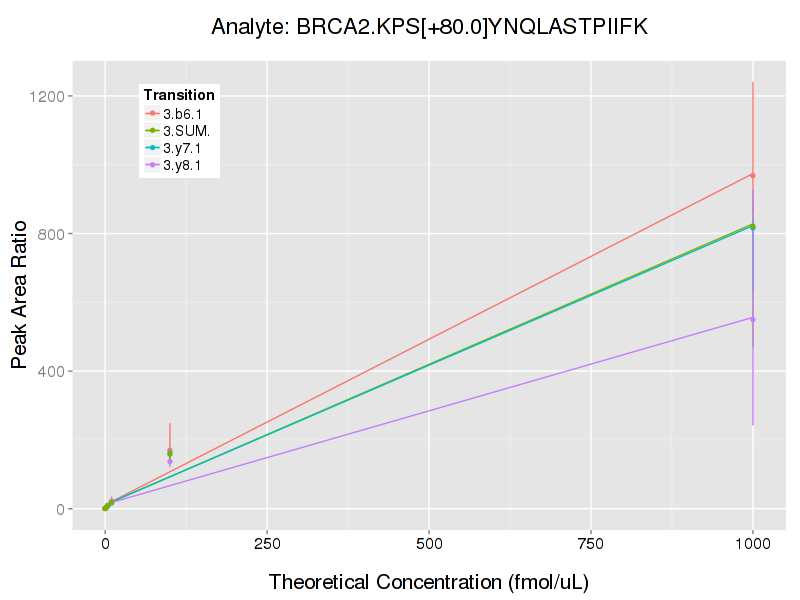 Analyte: BRCA2.KPS[+80.0]YNQLASTPIIFK
Transition
3.b6.1
3.SUM.
3.y7.1
3.y8.1
1200
800
400
0
Peak Area Ratio
0 250 500 750 1000
Theoretical Concentration (fmol/uL)